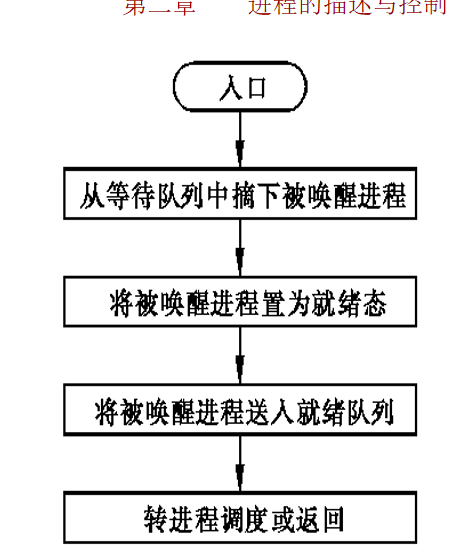 第二章 进程的描述与控制
入口
从等待队列中摘下被唤醒进程
将被唤醒进程置为就绪态
将被唤醒进程送入就绪队列
转进程调度或返回